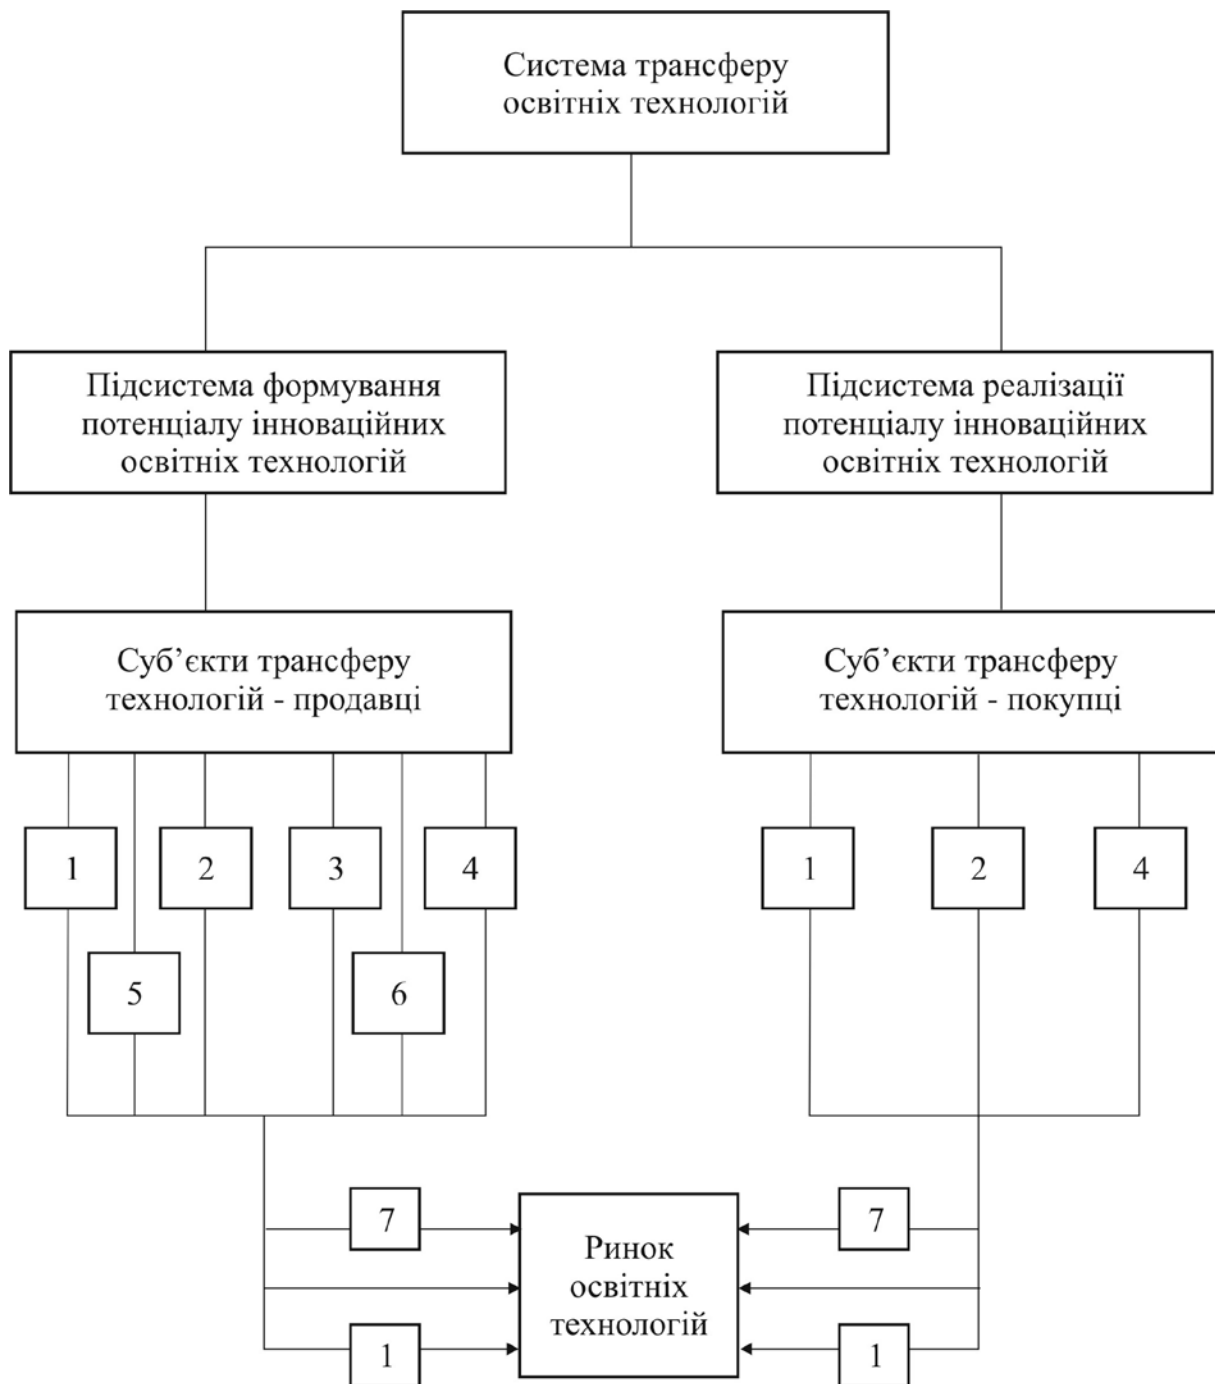 Система трансферу
освітніх технологій
Підсистема формування
потенціалу інноваційних
освітніх технологій
Підсистема реалізації
потенціалу інноваційних
освітніх технологій
Суб’єкти трансферу
технологій - продавці
Суб’єкти трансферу
технологій - покупці
1
2
3
4
1
2
4
5
6
7
7
Ринок
освітніх
технологій
1
1